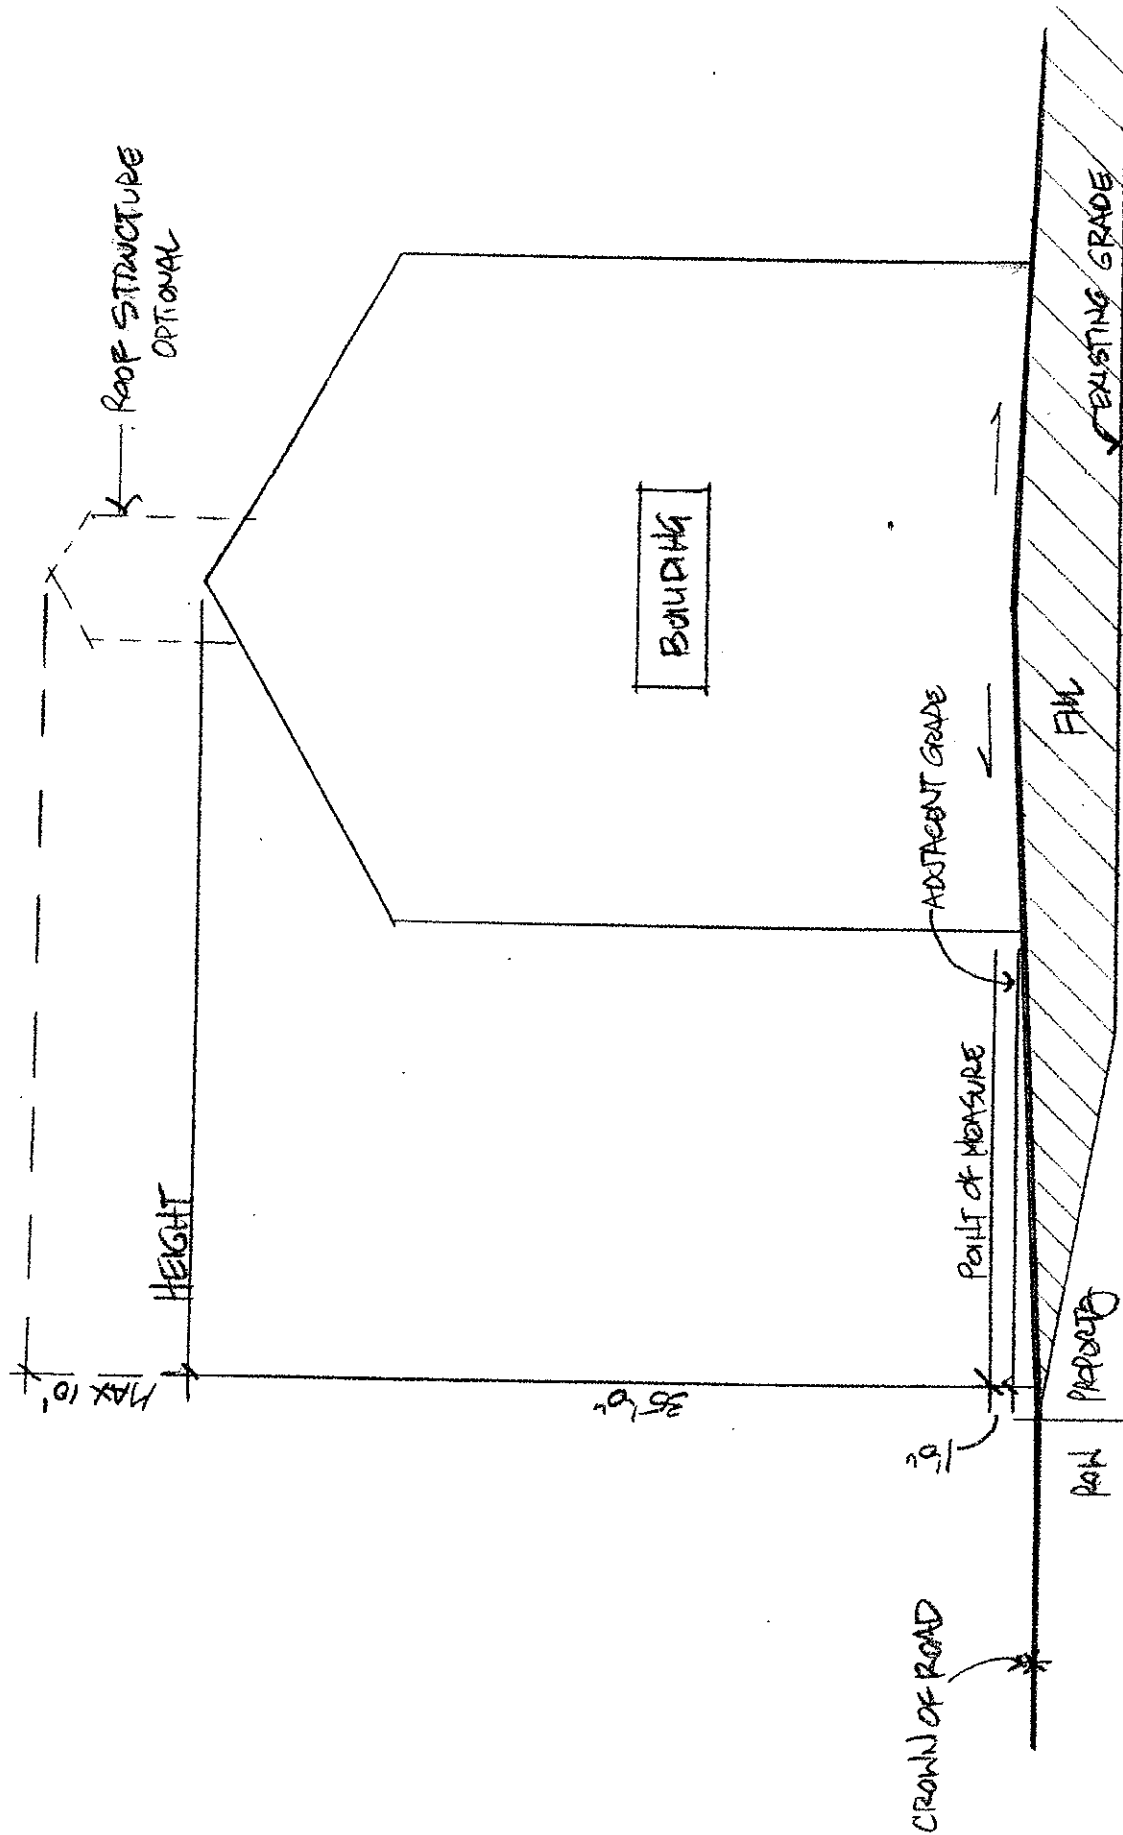 ROOF STRUCTURE
OPTIONAL
MAX 10'
HEIGHT
35'0"
BUILDING
ADJACENT GRADE
POINT OF MEASURE
CROWN OF ROAD
FILL
EXISTING GRADE
ROW
PROPERTY